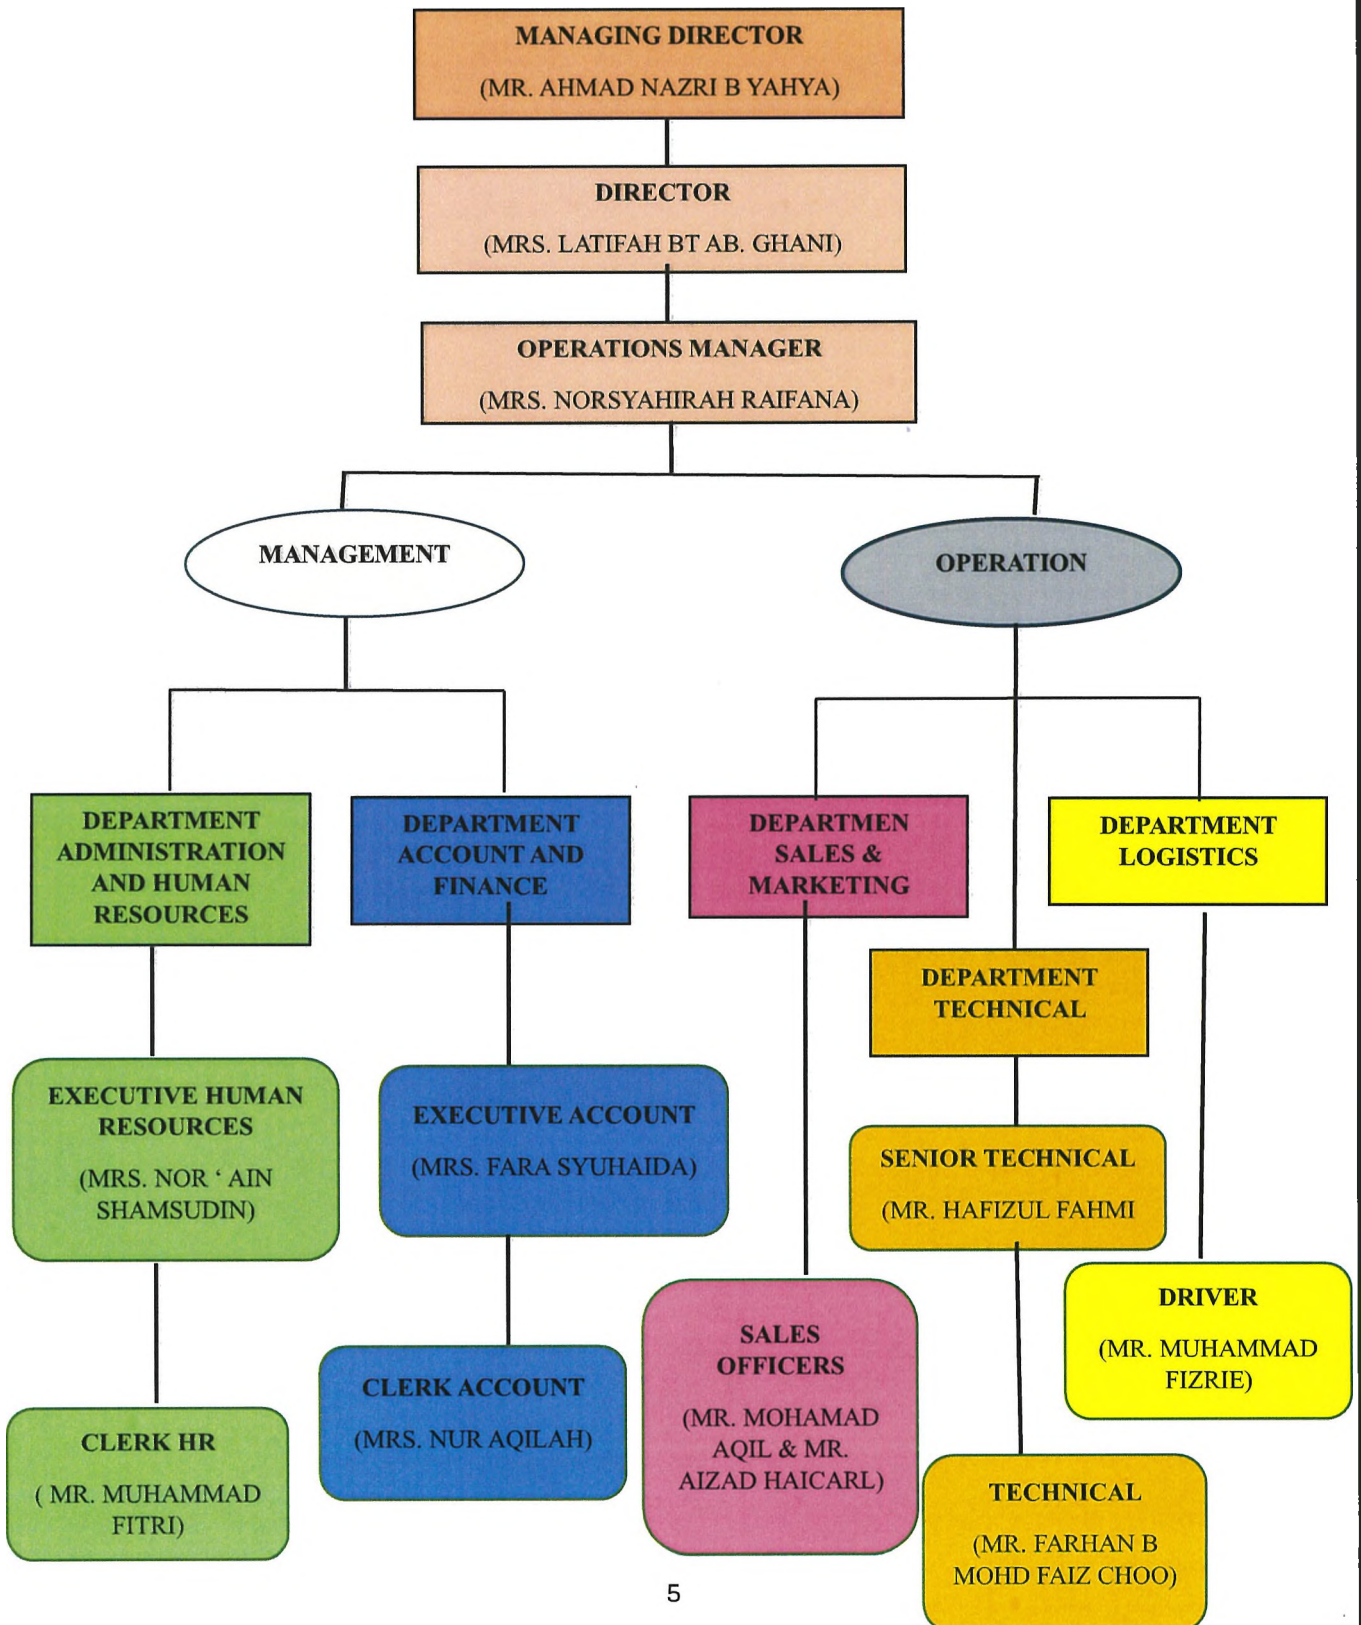 MANAGING DIRECTOR
(MR. AHMAD NAZRI B YAHYA)
DIRECTOR
(MRS. LATIFAH BT AB. GHANI)
OPERATIONS MANAGER
(MRS. NORSYAHIRAH RAIFANA)
MANAGEMENT
OPERATION
DEPARTMENT
ADMINISTRATION
AND HUMAN
RESOURCES
DEPARTMENT
ACCOUNT AND
FINANCE
DEPARTMEN
SALES &
MARKETING
DEPARTMENT
LOGISTICS
DEPARTMENT
TECHNICAL
EXECUTIVE HUMAN
RESOURCES
(MRS. NOR ‘ AIN
SHAMSUDIN)
EXECUTIVE ACCOUNT
(MRS. FARA SYUHAIDA)
SENIOR TECHNICAL
(MR. HAFIZUL FAHMI
DRIVER
(MR. MUHAMMAD
FIZRIE)
SALES
OFFICERS
(MR. MOHAMAD
AQIL & MR.
AIZAD HAICARL)
CLERK ACCOUNT
(MRS. NUR AQILAH)
CLERK HR
( MR. MUHAMMAD
FITRI)
TECHNICAL
(MR. FARHAN B
MOHD FAIZ CHOO)
5